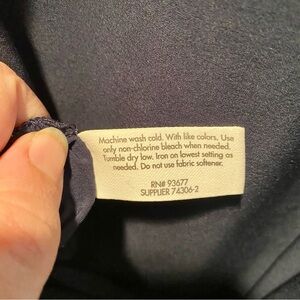 Machine wash cold. With like colors. Use
only non-chlorine bleach when needed.
Tumble dry low. Iron on lowest setting as
needed. Do not use fabric softener.
RN# 93677
SUPPLIER 74306-2